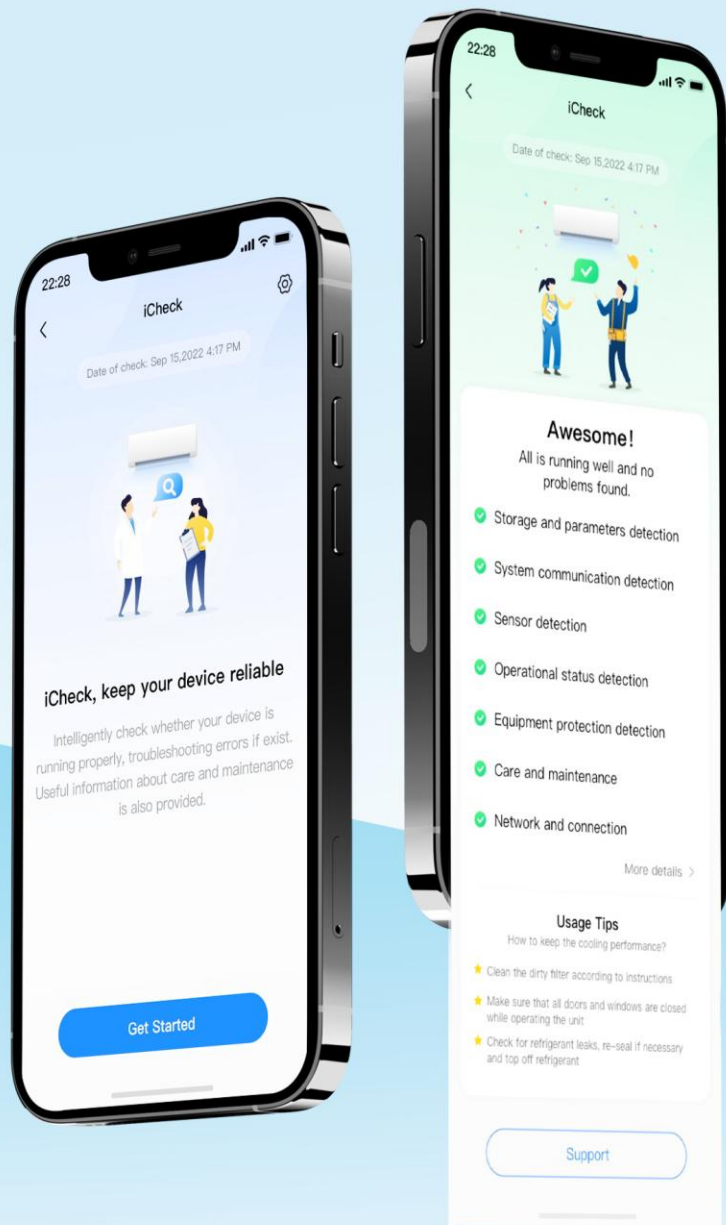 22:28
iCheck
Date of check: Sep 15,2022 4:17 PM
iCheck, keep your device reliable
Intelligently check whether your device is
running properly, troubleshooting errors if exist.
Useful information about care and maintenance
is also provided.
Get Started
22:28
iCheck
Date of check: Sep 15,2022 4:17 PM
Awesome!
All is running well and no
problems found.
Storage and parameters detection
System communication detection
Sensor detection
Operational status detection
Equipment protection detection
Care and maintenance
Network and connection
More details >
Usage Tips
How to keep the cooling performance?
Clean the dirty filter according to instructions
Make sure that all doors and windows are closed
while operating the unit
Check for refrigerant leaks, re-seal if necessary
and top off refrigerant
Support